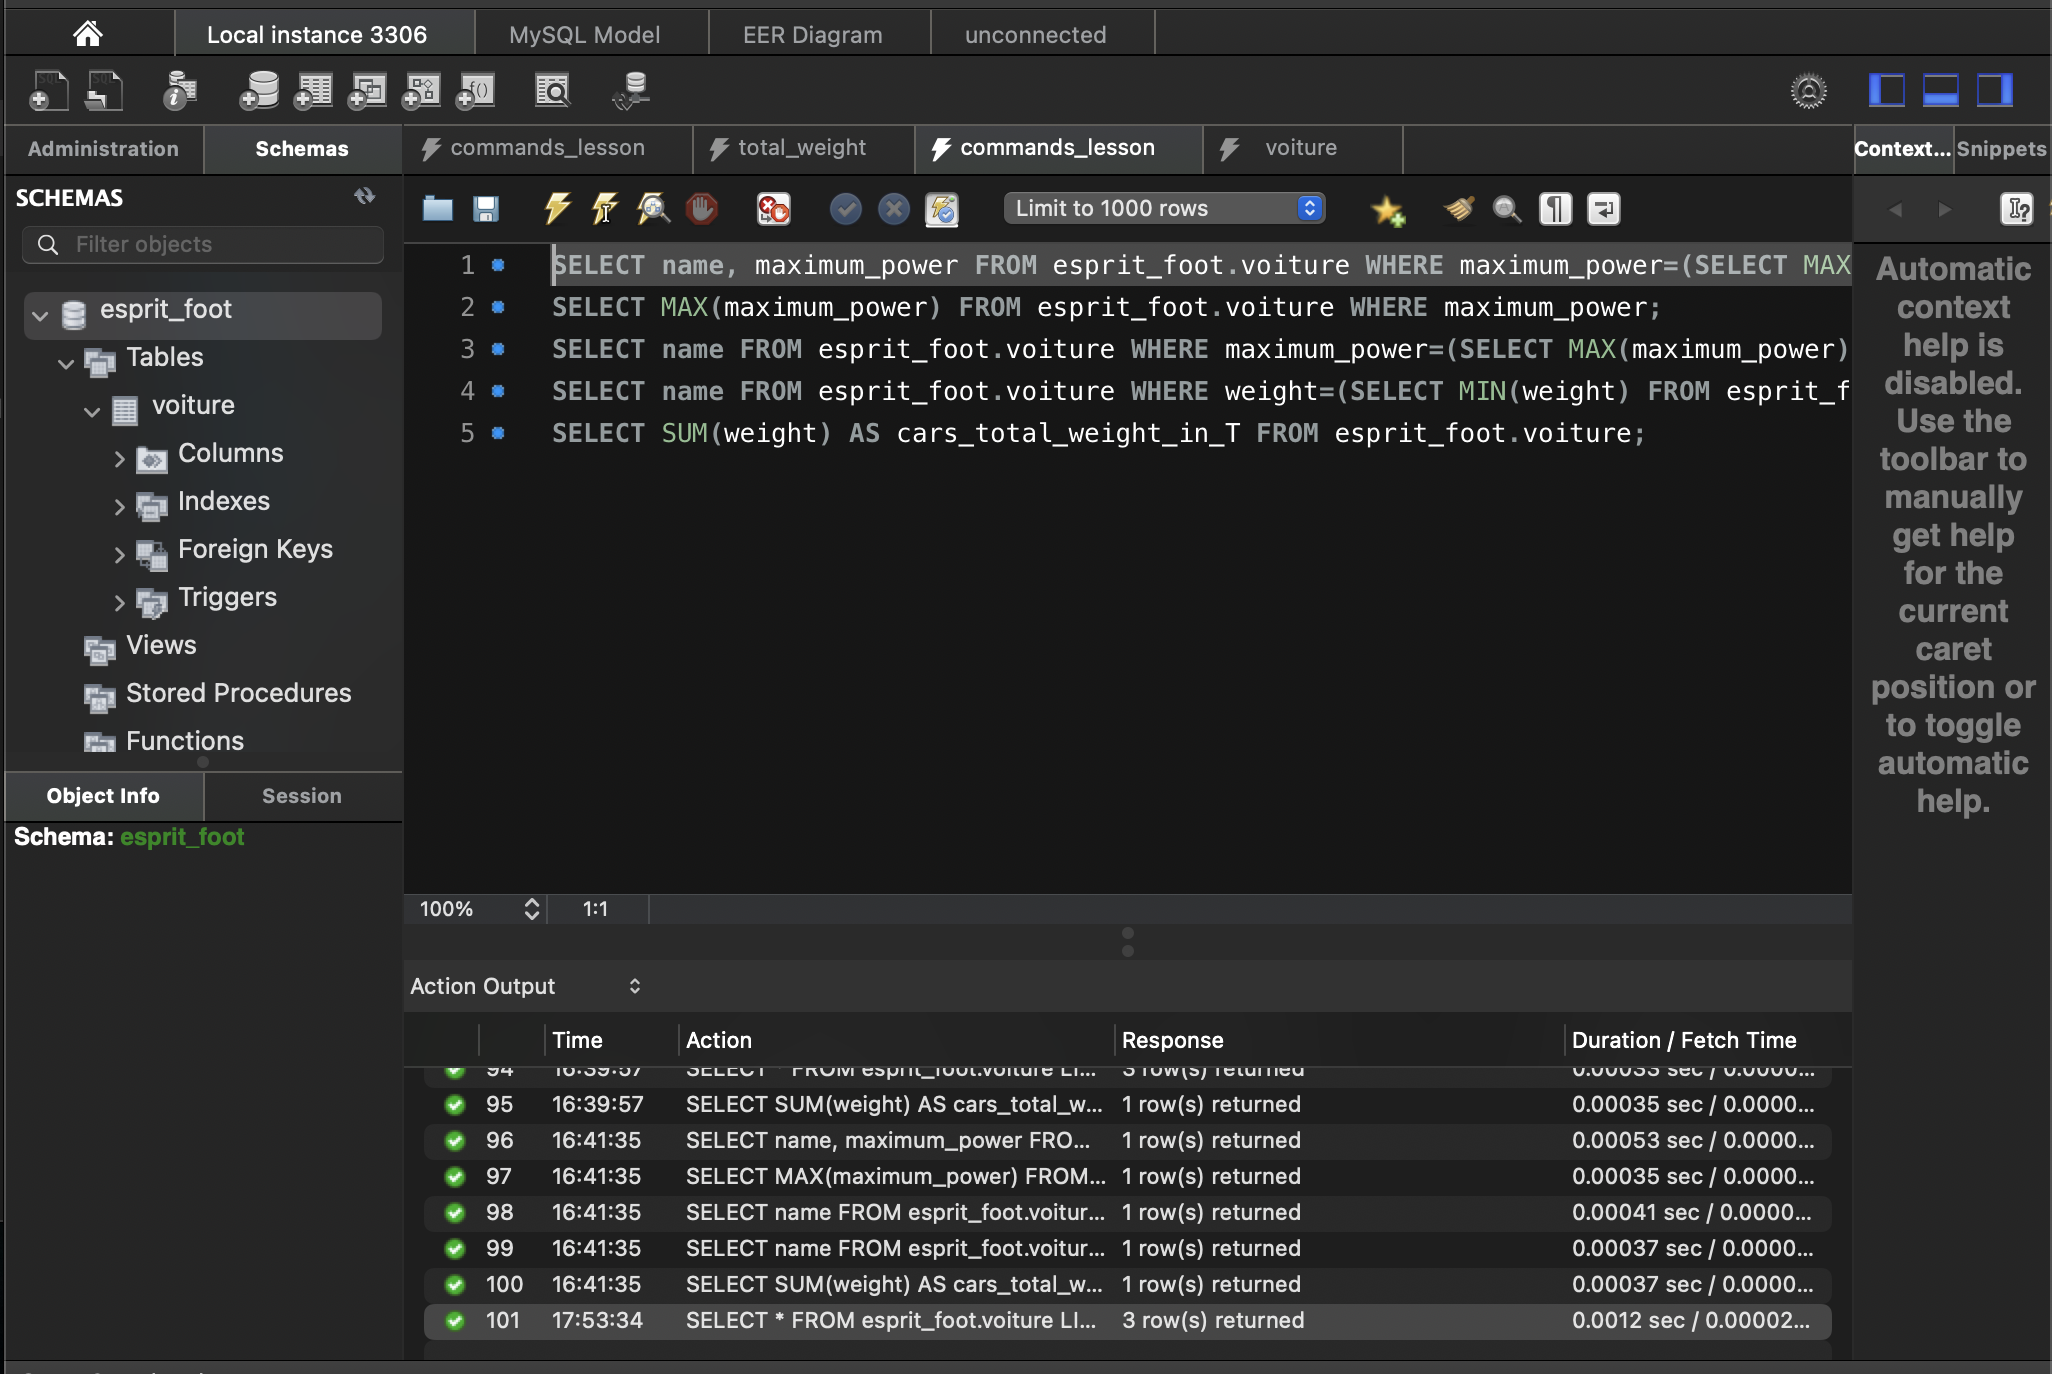 Local instance 3306
MySQL Model
EER Diagram
unconnected
Administration
Schemas
commands_lesson
total_weight
commands_lesson
voiture
Context...
Snippets
SCHEMAS
Filter objects
Limit to 1000 rows
esprit_foot
Tables
voiture
Columns
Indexes
Foreign Keys
Triggers
Views
Stored Procedures
Functions
Object Info
Session
Schema: esprit_foot
1 SELECT name, maximum_power FROM esprit_foot.voiture WHERE maximum_power=(SELECT MAX
2 SELECT MAX(maximum_power) FROM esprit_foot.voiture WHERE maximum_power;
3 SELECT name FROM esprit_foot.voiture WHERE maximum_power=(SELECT MAX(maximum_power)
4 SELECT name FROM esprit_foot.voiture WHERE weight=(SELECT MIN(weight) FROM esprit_f
5 SELECT SUM(weight) AS cars_total_weight_in_T FROM esprit_foot.voiture;
Automatic
context
help is
disabled.
Use the
toolbar to
manually
get help
for the
current
caret
position or
to toggle
automatic
help.
100%
1:1
Action Output
Time Action Response Duration / Fetch Time
94 16:39:57 SELECT * FROM esprit_foot.voiture LI... 3 row(s) returned 0.00033 sec / 0.0000...
95 16:39:57 SELECT SUM(weight) AS cars_total_w... 1 row(s) returned 0.00035 sec / 0.0000...
96 16:41:35 SELECT name, maximum_power FRO... 1 row(s) returned 0.00053 sec / 0.0000...
97 16:41:35 SELECT MAX(maximum_power) FROM... 1 row(s) returned 0.00035 sec / 0.0000...
98 16:41:35 SELECT name FROM esprit_foot.voitur... 1 row(s) returned 0.00041 sec / 0.0000...
99 16:41:35 SELECT name FROM esprit_foot.voitur... 1 row(s) returned 0.00037 sec / 0.0000...
100 16:41:35 SELECT SUM(weight) AS cars_total_w... 1 row(s) returned 0.00037 sec / 0.0000...
101 17:53:34 SELECT * FROM esprit_foot.voiture LI... 3 row(s) returned 0.0012 sec / 0.00002...